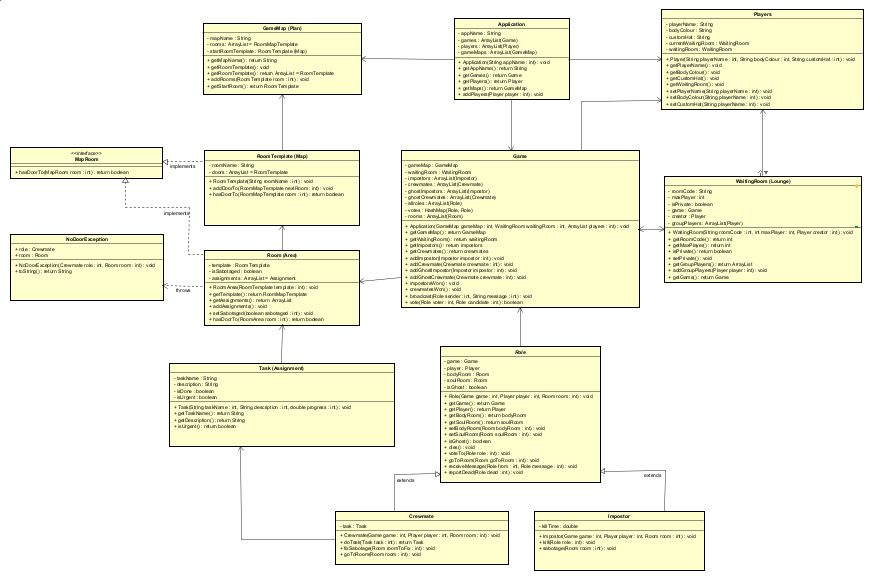 GameMap (Plan)
- mapName : String
- rooms : ArrayList = RoomMapTemplate
- startRoomTemplate : RoomTemplate (Map)
+ getMapName() : return String
+ getRoomTemplate() : void
+ getRoomTemplate() : return ArrayList = RoomTemplate
+ addRooms(RoomTemplate room : int) : void
+ getStartRoom() : return RoomTemplate
Application
- appName : String
- games : ArrayList(Game)
- players : ArrayList(Player)
- gameMaps : ArrayList(GameMap)
+ Application(String appName : int) : void
+ getAppName() : return String
+ getGames() : return Game
+ getPlayers() : return Player
+ getMaps() : return GameMap
+ addPlayers(Player player : int) : void
Players
- playerName : String
- bodyColour : String
- customHat : String
- currentWaitingRoom : WaitingRoom
- waitingRoom : WaitingRoom
+ Player(String playerName : int, String bodyColour : int, String customHat : int) : void
+ getPlayerName() : void
+ getBodyColour() : void
+ getCustomHat() : void
+ getWaitingRoom() : void
+ setPlayerName(String playerName : int) : void
+ setBodyColour(String playerName : int) : void
+ setCustomHat(String playerName : int) : void
<<interface>>
MapRoom
+ hasDoorTo(MapRoom room : int) : return boolean
implements
RoomTemplate (Map)
- roomName : String
- doors : ArrayList = RoomTemplate
+ RoomTemplate(String roomName : int) : void
+ addDoorTo(RoomMapTemplate nextRoom : int) : void
+ hasDoorTo(RoomMapTemplate room : int) : return boolean
implements
Game
- gameMap : GameMap
- waitingRoom : WaitingRoom
- impostors : ArrayList(Impostor)
- crewmates : ArrayList(Crewmate)
- ghostImpostors : ArrayList(Impostor)
- ghostCrewmates : ArrayList(Crewmate)
- allroles : ArrayList(Role)
- votes : HashMap(Role, Role)
- rooms : ArrayList(Room)
+ Application(GameMap gameMap : int, WaitingRoom waitingRoom : int, ArrayList players : int) : void
+ getGameMap() : return GameMap
+ getWaitingRoom() : return waitingRoom
+ getImpostors() : return impostors
+ getCrewmates() : return crewmates
+ addImpostor(Impostor impostor : int) : void
+ addCrewmate(Crewmate crewmate : int) : void
+ addGhostImpostor(Impostor impostor : int) : void
+ addGhostCrewmate(Crewmate crewmate : int) : void
+ impostorsWon() : void
+ crewmatesWon() : void
+ broadcast(Role sender : int, String message : int) : void
+ vote(Role voter : int, Role candidate : int) : boolean
WaitingRoom (Lounge)
- roomCode : String
- maxPlayer : int
- isPrivate : boolean
- game : Game
- creator : Player
- groupPlayers : ArrayList(Player)
+ WaitingRoom(String roomCode : int, int maxPlayer : int, Player creator : int) : void
+ getRoomCode() : return int
+ getMaxPlayer() : return int
+ isPrivate() : return boolean
+ setPrivate() : void
+ getGroupPlayers() : return ArrayList
+ addGroupPlayers(Player player : int) : void
+ getGame() : return Game
NoDoorException
- role : Crewmate
- room : Room
+ NoDoorException(Crewmate role : int, Room room : int) : void
+ toString() : return String
throws
Room (Area)
- template : RoomTemplate
- isSabotaged : boolean
- assignments : ArrayList = Assignment
+ RoomArea(RoomTemplate template : int) : void
+ getTemplate() : return RoomMapTemplate
+ getAssignments() : return ArrayList
+ addAssignments() : void
+ setSabotaged(boolean sabotaged : int) : void
+ hasDoorTo(RoomArea room : int) : return boolean
Task (Assignment)
- taskName : String
- description : String
- isDone : boolean
- isUrgent : boolean
+ Task(String taskName : int, String description : int, double progress : int) : void
+ getTaskName() : return String
+ getDescription() : return String
+ isUrgent() : return boolean
Role
- game : Game
- player : Player
- bodyRoom : Room
- soulRoom : Room
- isGhost : boolean
+ Role(Game game : int, Player player : int, Room room : int) : void
+ getGame() : return Game
+ getPlayer() : return Player
+ getBodyRoom() : return bodyRoom
+ getSoulRoom() : return soulRoom
+ setBodyRoom(Room bodyRoom : int) : void
+ setSoulRoom(Room soulRoom : int) : void
+ isGhost() : boolean
+ dies() : void
+ voteTo(Role role : int) : void
+ goToRoom(Room goToRoom : int) : void
+ receiveMessage(Role from : int, Role message : int) : void
+ reportDead(Role dead : int) : void
extends
extends
Crewmate
- task : Task
+ Crewmate(Game game : int, Player player : int, Room room : int) : void
+ doTask(Task task : int) : return Task
+ fixSabotage(Room roomToFix : int) : void
+ goToRoom(Room room : int) : void
Impostor
- killTime : double
+ Impostor(Game game : int, Player player : int, Room room : int) : void
+ kill(Role role : int) : void
+ sabotage(Room room : int) : void